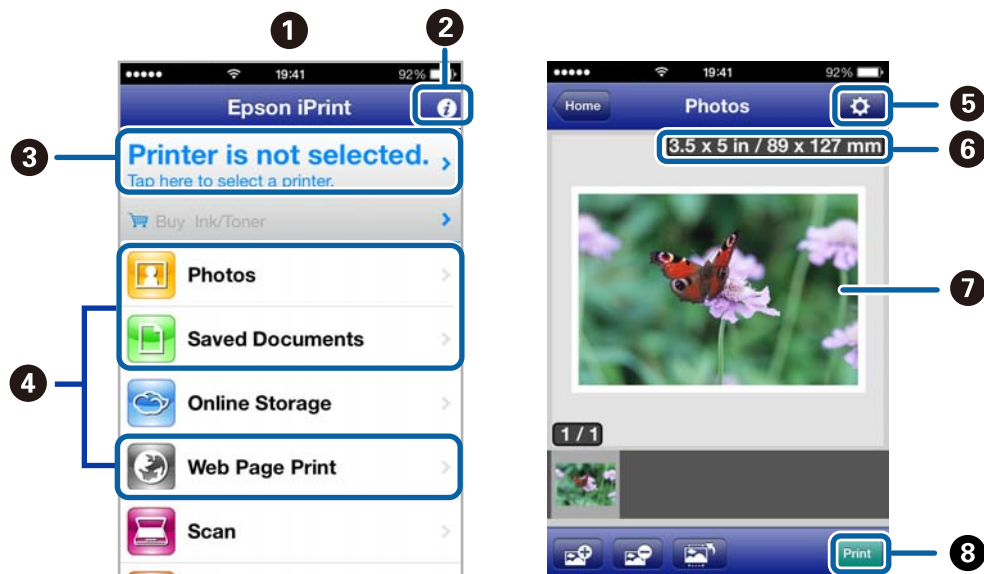 1
2
19:41
92%
Epson iPrint
i
3
Printer is not selected.
Tap here to select a printer.
Buy Ink/Toner
Photos
Saved Documents
4
Online Storage
Web Page Print
Scan
19:41
92%
Home
Photos
5
3.5 x 5 in / 89 x 127 mm
6
7
1 / 1
Print
8